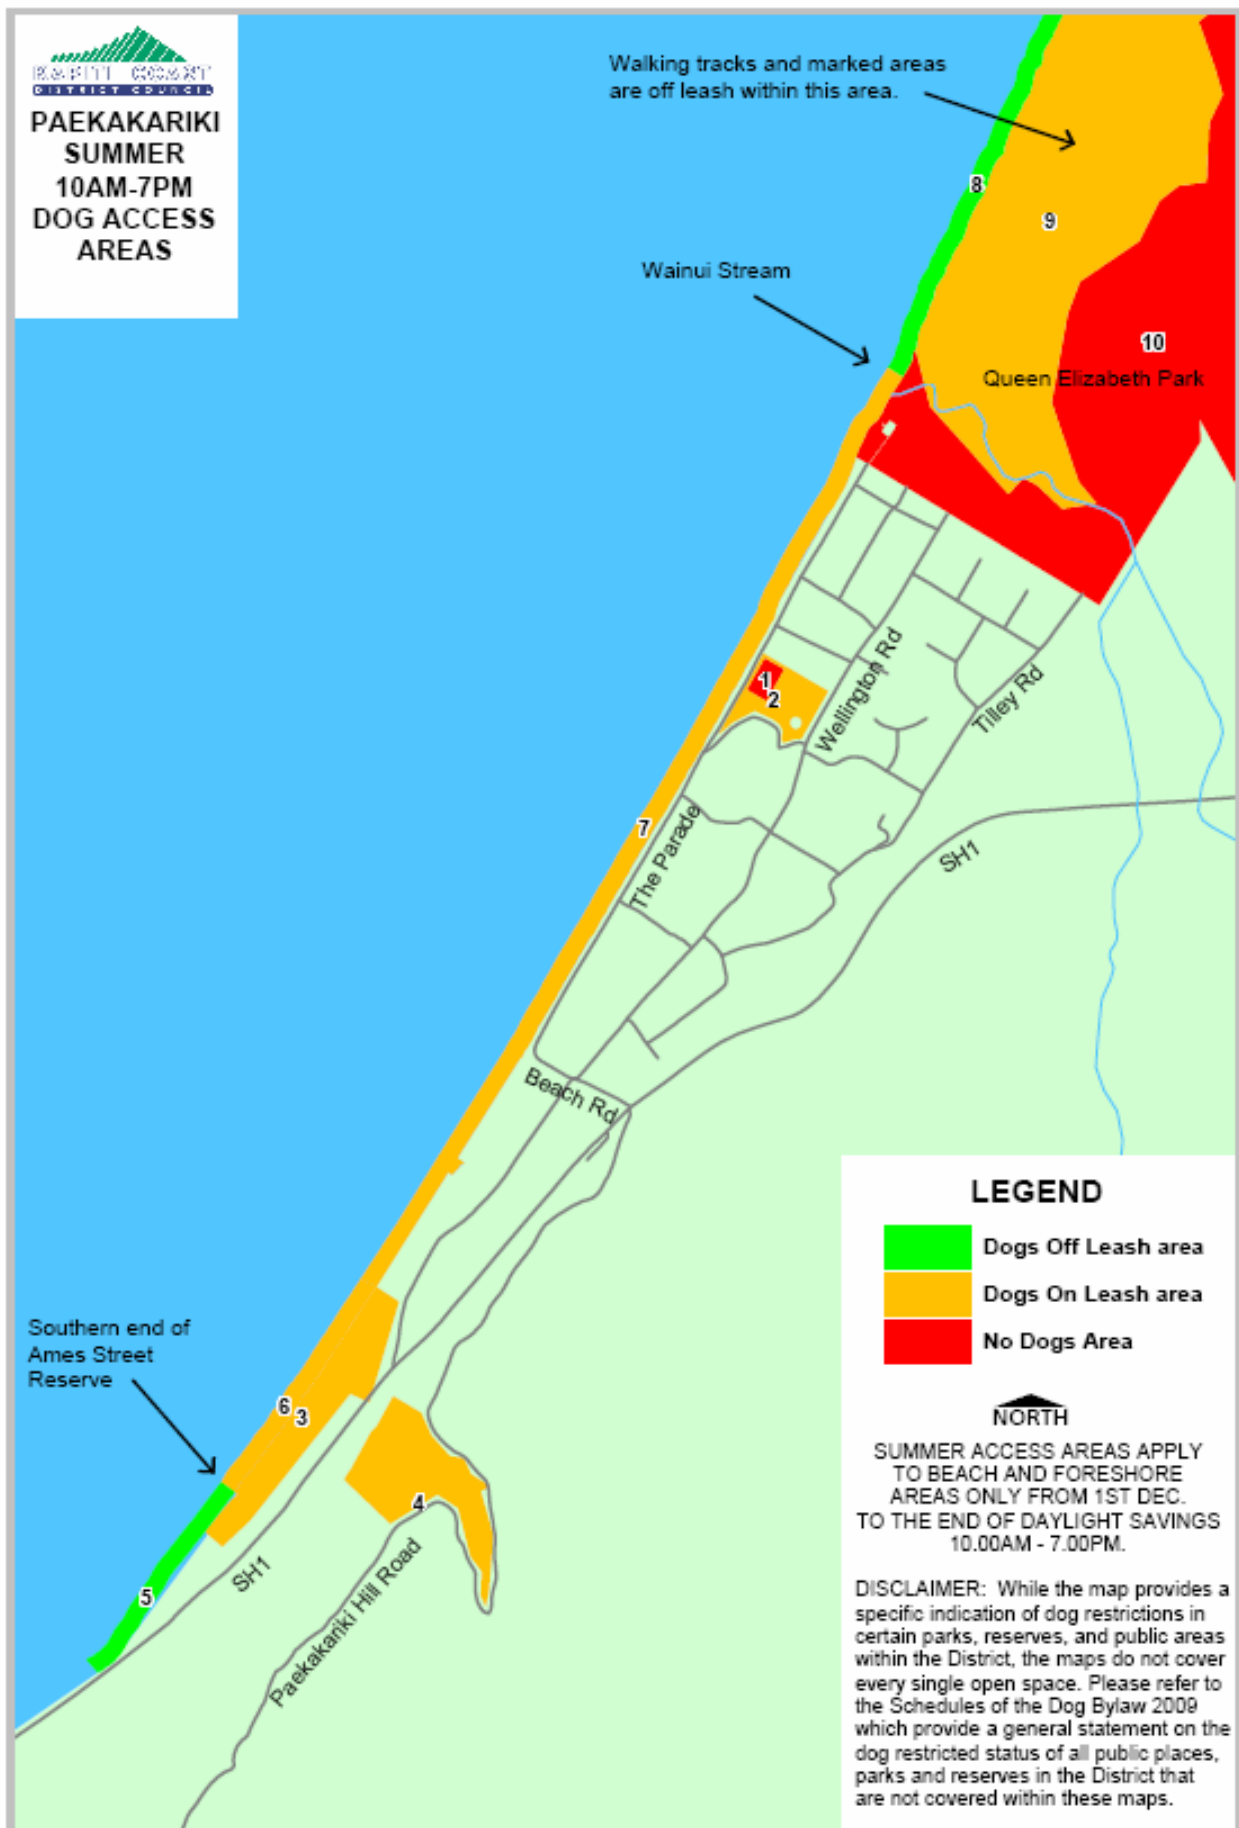 KAPITI COAST
DISTRICT COUNCIL
PAEKAKARIKI
SUMMER
10AM-7PM
DOG ACCESS
AREAS
Walking tracks and marked areas
are off leash within this area.
8
9
Wainui Stream
10
Queen Elizabeth Park
1
2
Wellington Rd
Tilley Rd
7
The Parade
SH1
Beach Rd
Southern end of
Ames Street
Reserve
6
3
4
5
SH1
Paekakariki Hill Road
LEGEND
Dogs Off Leash area
Dogs On Leash area
No Dogs Area
NORTH
SUMMER ACCESS AREAS APPLY
TO BEACH AND FORESHORE
AREAS ONLY FROM 1ST DEC.
TO THE END OF DAYLIGHT SAVINGS
10.00AM - 7.00PM.
DISCLAIMER: While the map provides a
specific indication of dog restrictions in
certain parks, reserves, and public areas
within the District, the maps do not cover
every single open space. Please refer to
the Schedules of the Dog Bylaw 2009
which provide a general statement on the
dog restricted status of all public places,
parks and reserves in the District that
are not covered within these maps.